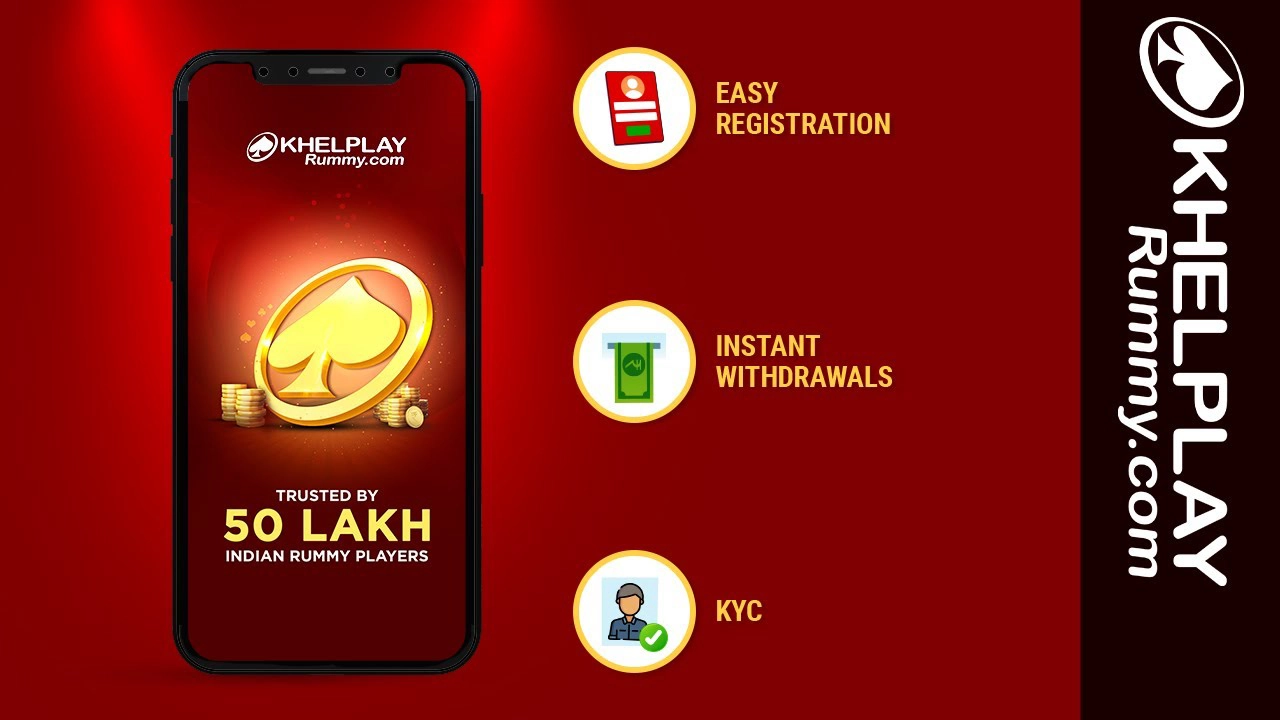 KHELPLAY
Rummy.com
TRUSTED BY
50 LAKH
INDIAN RUMMY PLAYERS
EASY
REGISTRATION
INSTANT
WITHDRAWALS
KYC
KHELPLAY
Rummy.com